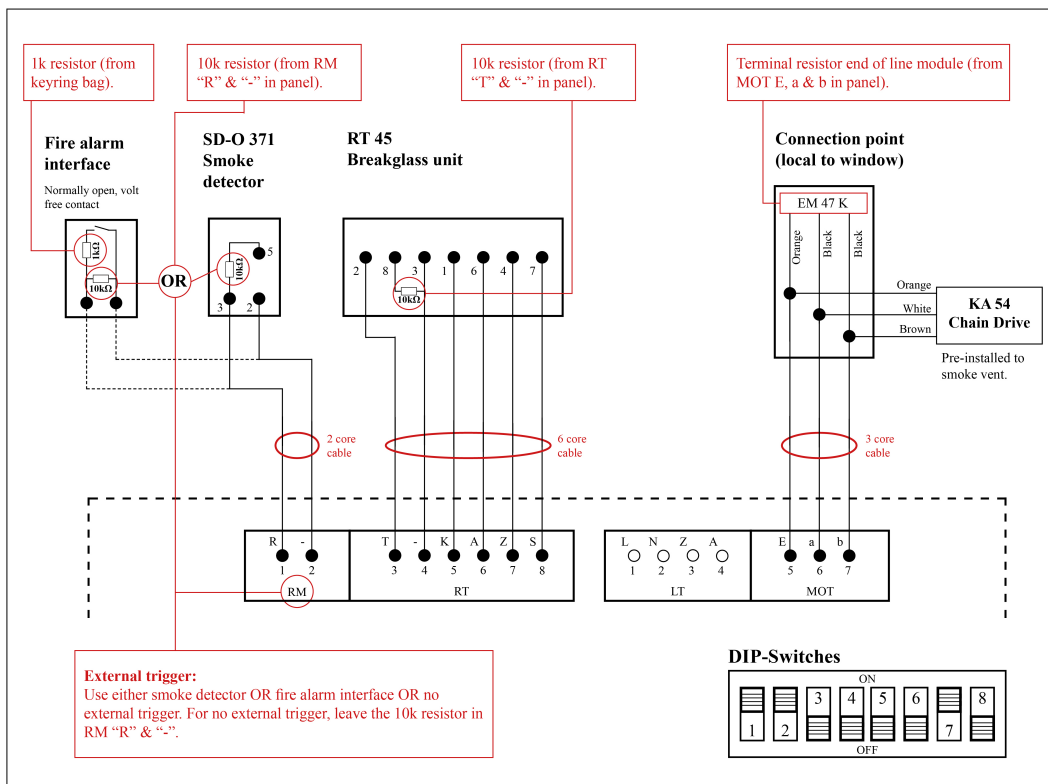 1k resistor (from
keyring bag).
10k resistor (from RM
“R” & “-” in panel).
10k resistor (from RT
“T” & “-” in panel).
Terminal resistor end of line module (from
MOT E, a & b in panel).
Fire alarm
interface
Normally open, volt
free contact
SD-O 371
Smoke
detector
RT 45
Breakglass unit
Connection point
(local to window)
EM 47 K
Orange
Black
Black
1kΩ
10kΩ
OR
10kΩ
5
3
2
2
8
3
1
6
4
7
10kΩ
Orange
White
Brown
KA 54
Chain Drive
Pre-installed to
smoke vent.
2 core
cable
6 core
cable
3 core
cable
R -
1 2
RM
T - K A Z S
3 4 5 6 7 8
RT
L N Z A
1 2 3 4
LT
E a b
5 6 7
MOT
External trigger:
Use either smoke detector OR fire alarm interface OR no
external trigger. For no external trigger, leave the 10k resistor in
RM “R” & “-”.
DIP-Switches
ON
1 2 3 4 5 6 7 8
OFF